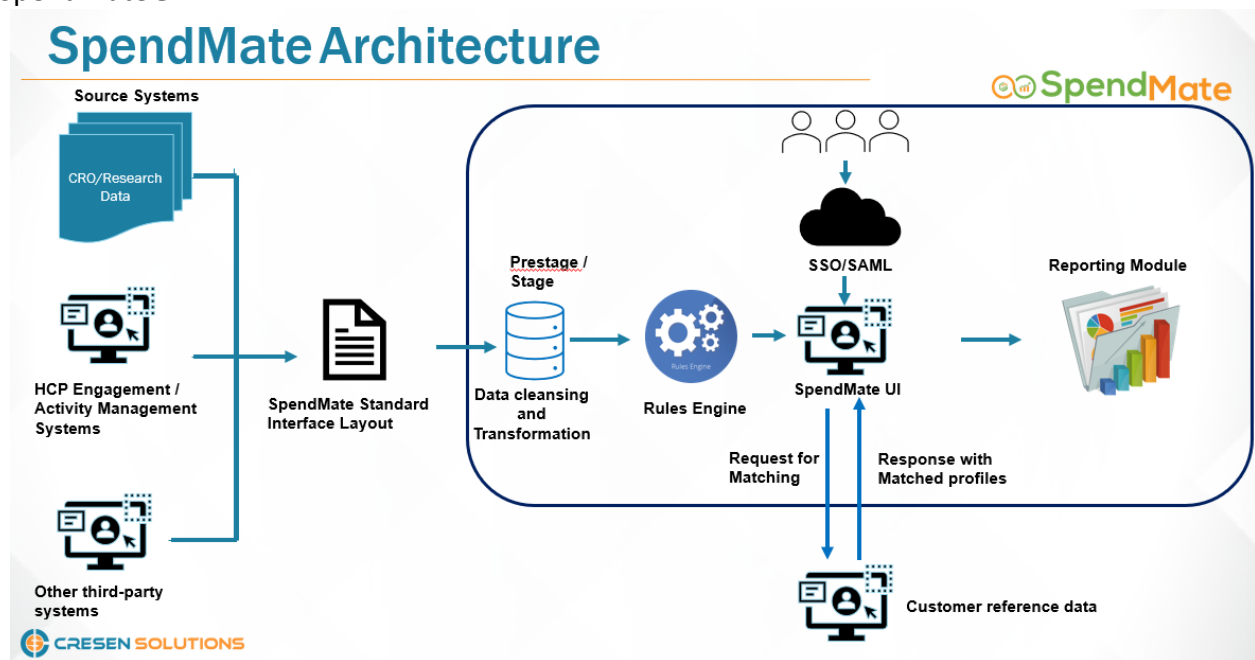 SpendMate Architecture
SpendMate
Source Systems
CRO/Research
Data
HCP Engagement /
Activity Management
Systems
Other third-party
systems
SpendMate Standard
Interface Layout
Prestage /
Stage
Data cleansing
and
Transformation
Rules Engine
Rules Engine
SSO/SAML
SpendMate UI
Reporting Module
Request for
Matching
Response with
Matched profiles
Customer reference data
CRESEN SOLUTIONS